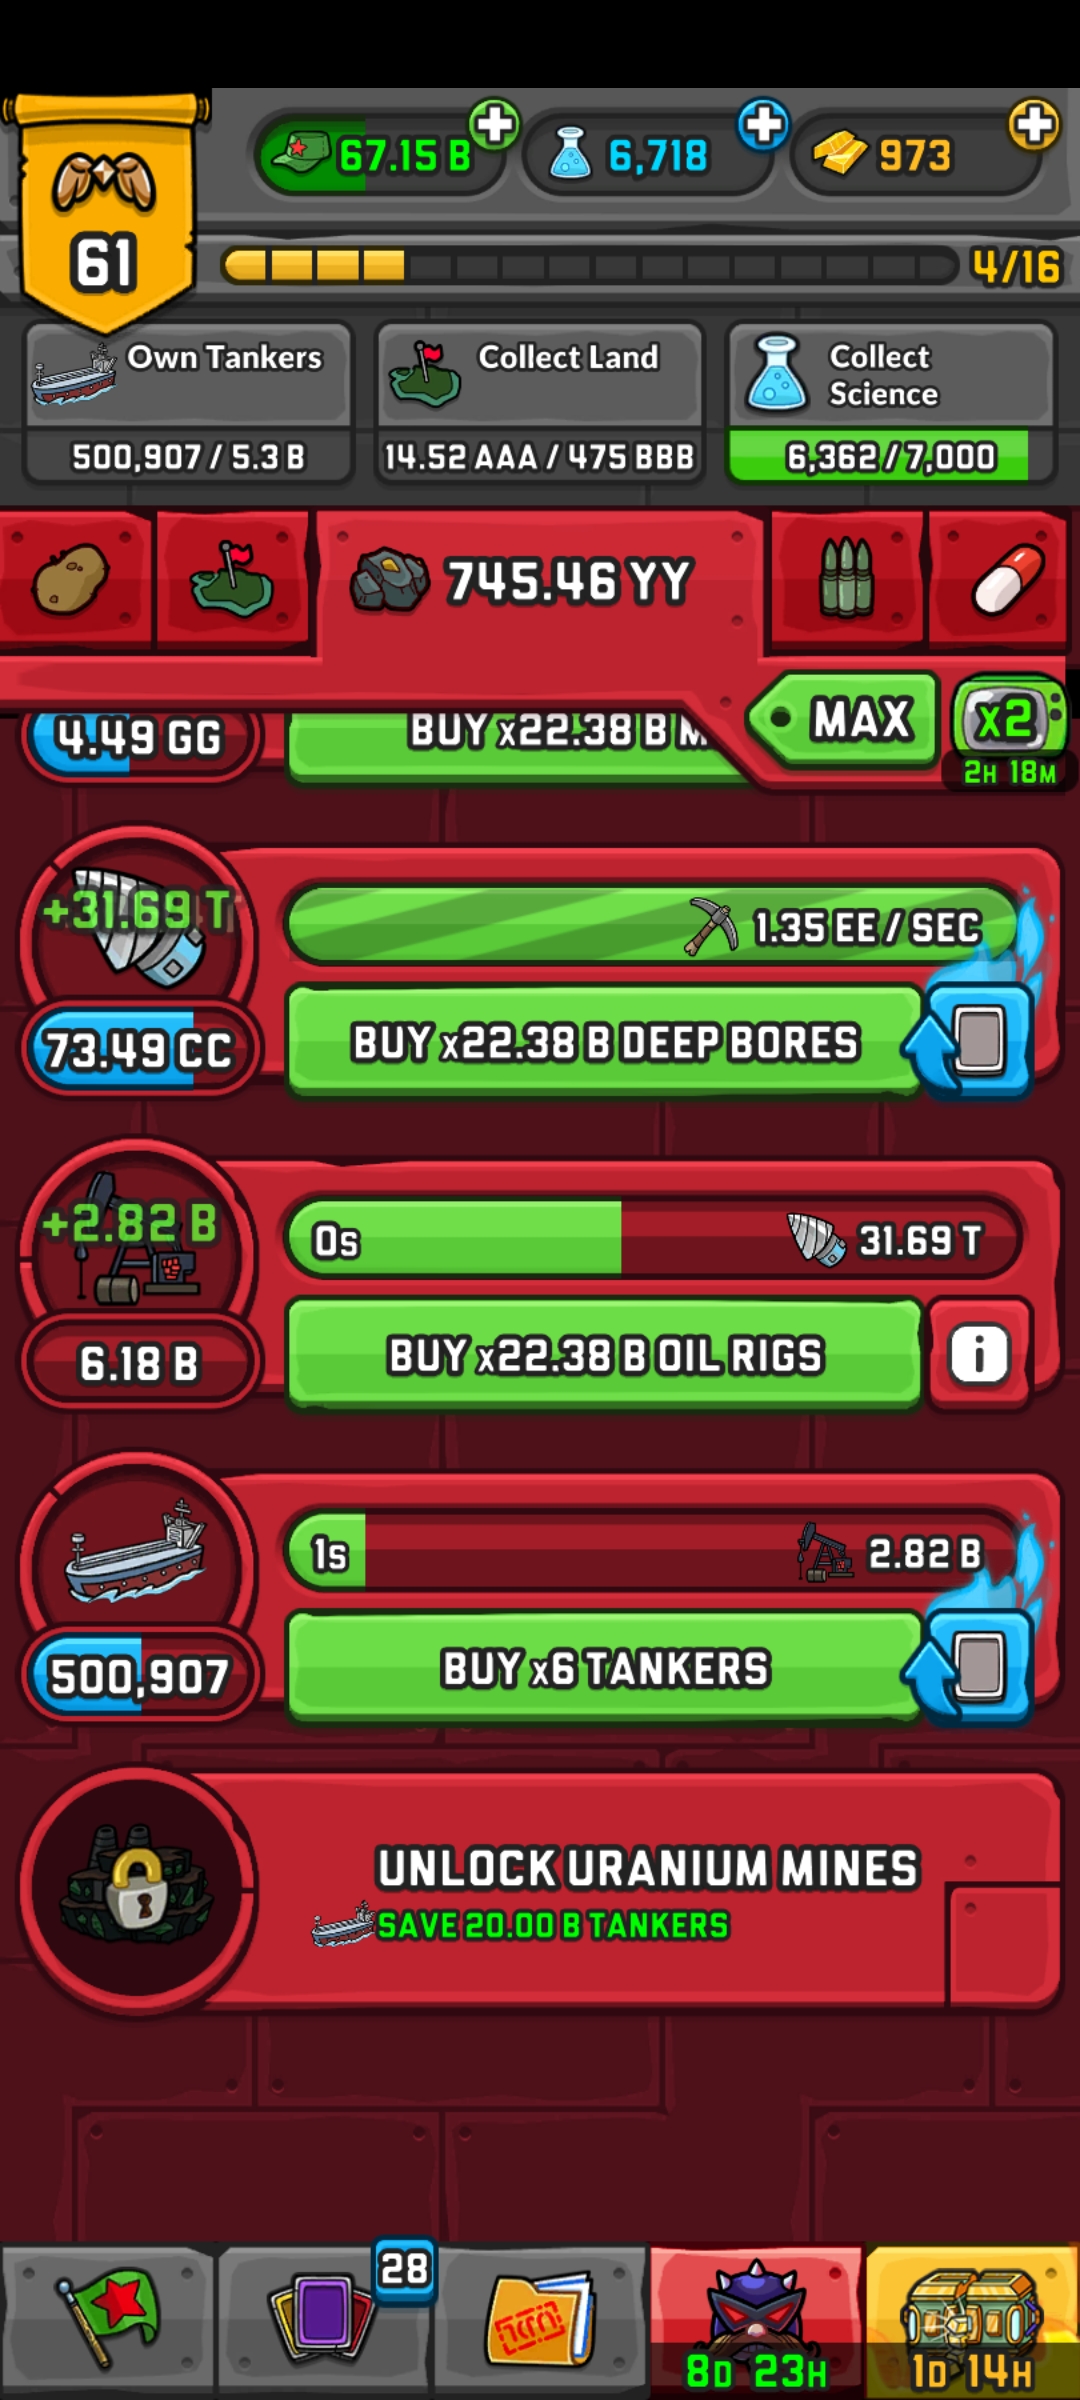 67.15 B
6,718
973
61
4/16
Own Tankers
500,907 / 5.3 B
Collect Land
14.52 AAA / 475 BBB
Collect
Science
6,362 / 7,000
745.46 YY
MAX
x2
2H 18M
4.49 GG
BUY x22.38 B M
+31.69 T
1.35 EE / SEC
73.49 CC
BUY x22.38 B DEEP BORES
+2.82 B
0s
31.69 T
6.18 B
BUY x22.38 B OIL RIGS
i
1s
2.82 B
500,907
BUY x6 TANKERS
UNLOCK URANIUM MINES
SAVE 20.00 B TANKERS
28
8D 23H
1D 14H